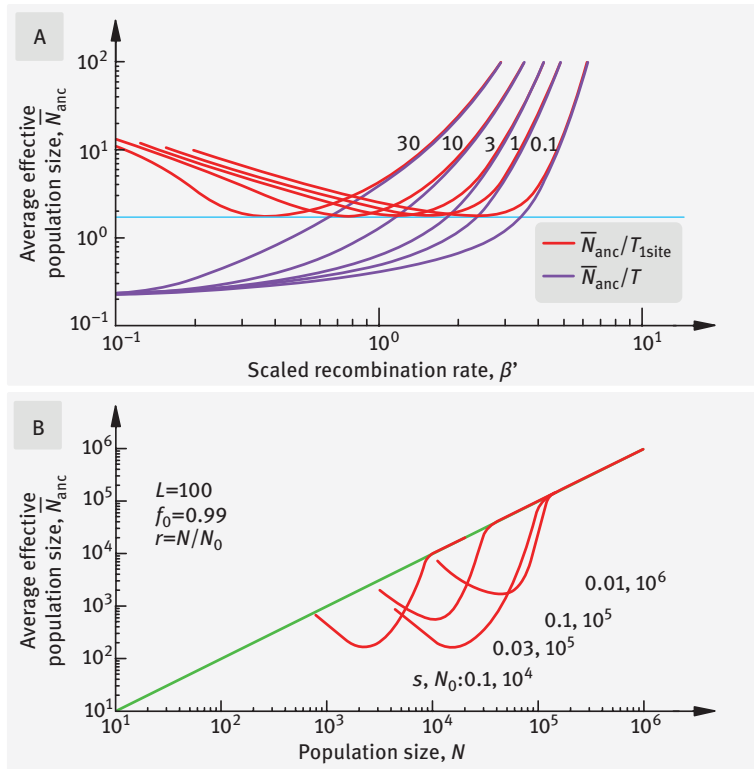 A
Average effective
population size, N̅anc
10²
10¹
10⁰
10⁻¹
30 10 3 1 0.1
N̅anc/T1site
N̅anc/T
10⁻¹ 10⁰ 10¹
Scaled recombination rate, β’
B
Average effective
population size, N̅anc
10⁶
10⁵
10⁴
10³
10²
10¹
L=100
f₀=0.99
r=N/N₀
0.01, 10⁶
0.1, 10⁵
0.03, 10⁵
s, N₀:0.1, 10⁴
10¹ 10² 10³ 10⁴ 10⁵ 10⁶
Population size, N